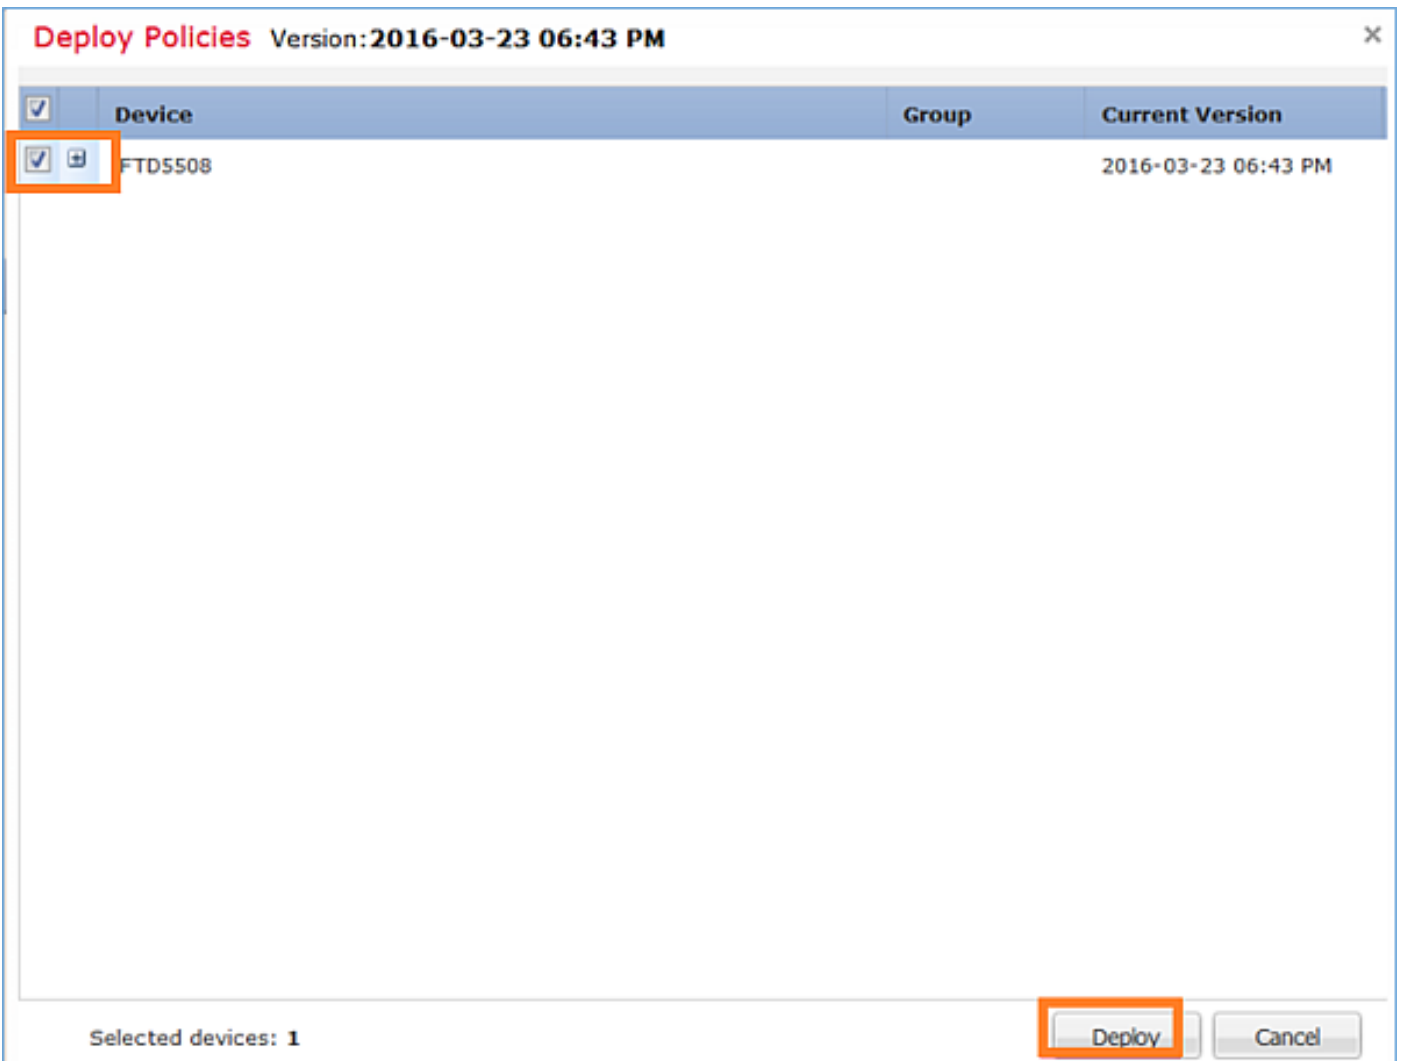 Deploy Policies Version:2016-03-23 06:43 PM
Device Group Current Version
FTD5508 2016-03-23 06:43 PM
Selected devices: 1
Deploy Cancel